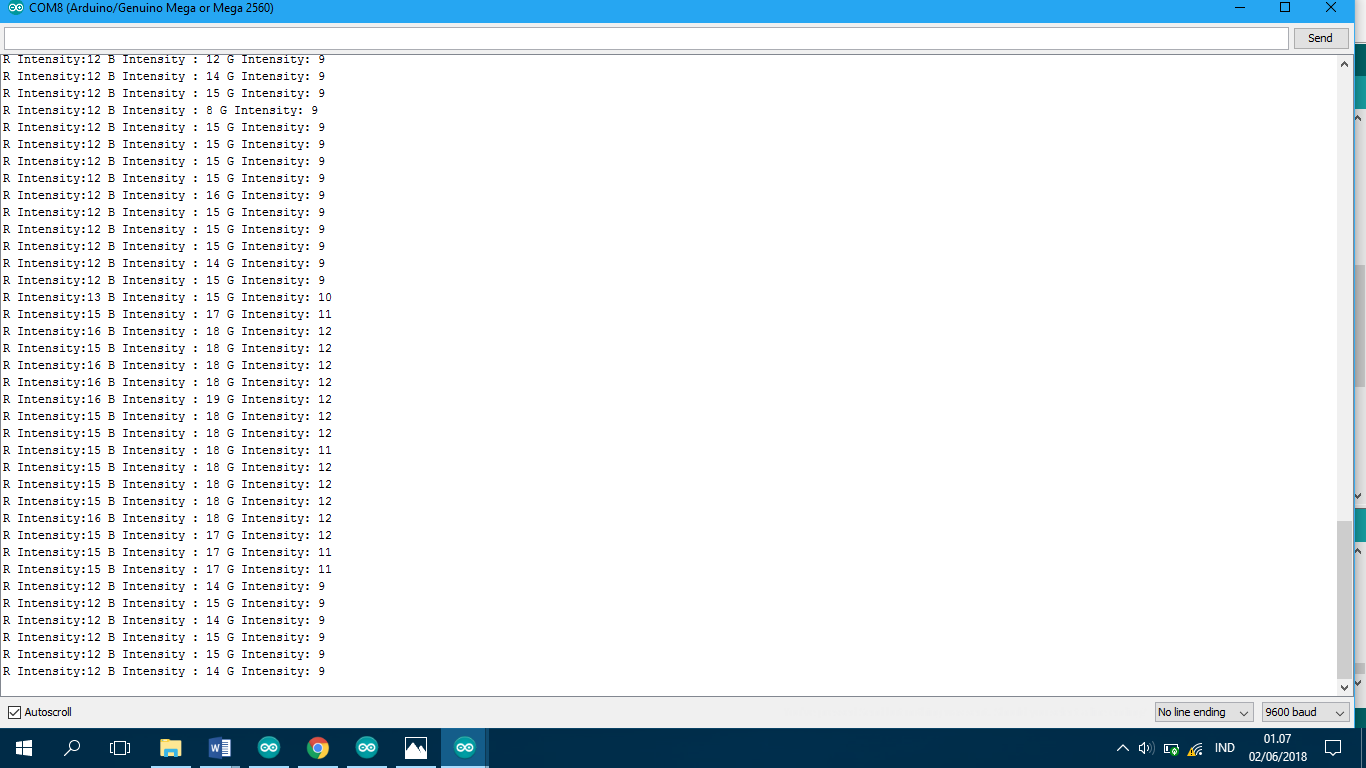 COM8 (Arduino/Genuino Mega or Mega 2560)
Send
R Intensity:12 B Intensity : 12 G Intensity: 9
R Intensity:12 B Intensity : 14 G Intensity: 9
R Intensity:12 B Intensity : 15 G Intensity: 9
R Intensity:12 B Intensity : 8 G Intensity: 9
R Intensity:12 B Intensity : 15 G Intensity: 9
R Intensity:12 B Intensity : 15 G Intensity: 9
R Intensity:12 B Intensity : 15 G Intensity: 9
R Intensity:12 B Intensity : 15 G Intensity: 9
R Intensity:12 B Intensity : 16 G Intensity: 9
R Intensity:12 B Intensity : 15 G Intensity: 9
R Intensity:12 B Intensity : 15 G Intensity: 9
R Intensity:12 B Intensity : 15 G Intensity: 9
R Intensity:12 B Intensity : 14 G Intensity: 9
R Intensity:12 B Intensity : 15 G Intensity: 9
R Intensity:13 B Intensity : 15 G Intensity: 10
R Intensity:15 B Intensity : 17 G Intensity: 11
R Intensity:16 B Intensity : 18 G Intensity: 12
R Intensity:15 B Intensity : 18 G Intensity: 12
R Intensity:16 B Intensity : 18 G Intensity: 12
R Intensity:16 B Intensity : 18 G Intensity: 12
R Intensity:16 B Intensity : 19 G Intensity: 12
R Intensity:15 B Intensity : 18 G Intensity: 12
R Intensity:15 B Intensity : 18 G Intensity: 12
R Intensity:15 B Intensity : 18 G Intensity: 11
R Intensity:15 B Intensity : 18 G Intensity: 12
R Intensity:15 B Intensity : 18 G Intensity: 12
R Intensity:15 B Intensity : 18 G Intensity: 12
R Intensity:16 B Intensity : 18 G Intensity: 12
R Intensity:15 B Intensity : 17 G Intensity: 12
R Intensity:15 B Intensity : 17 G Intensity: 11
R Intensity:15 B Intensity : 17 G Intensity: 11
R Intensity:12 B Intensity : 14 G Intensity: 9
R Intensity:12 B Intensity : 15 G Intensity: 9
R Intensity:12 B Intensity : 14 G Intensity: 9
R Intensity:12 B Intensity : 15 G Intensity: 9
R Intensity:12 B Intensity : 15 G Intensity: 9
R Intensity:12 B Intensity : 14 G Intensity: 9
Autoscroll
No line ending
9600 baud
IND
01.07
02/06/2018